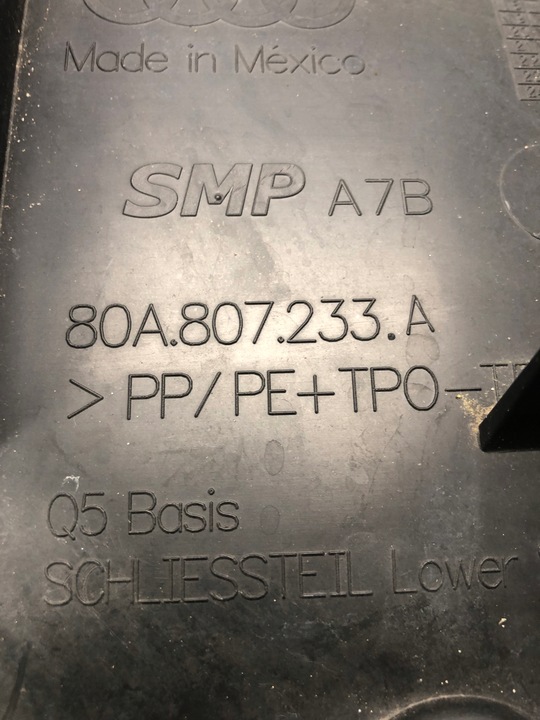 Made in México
SMP A7B
80A.807.233.A
> PP/PE+TPO-T
Q5 Basis
SCHLIESSTEIL Lower